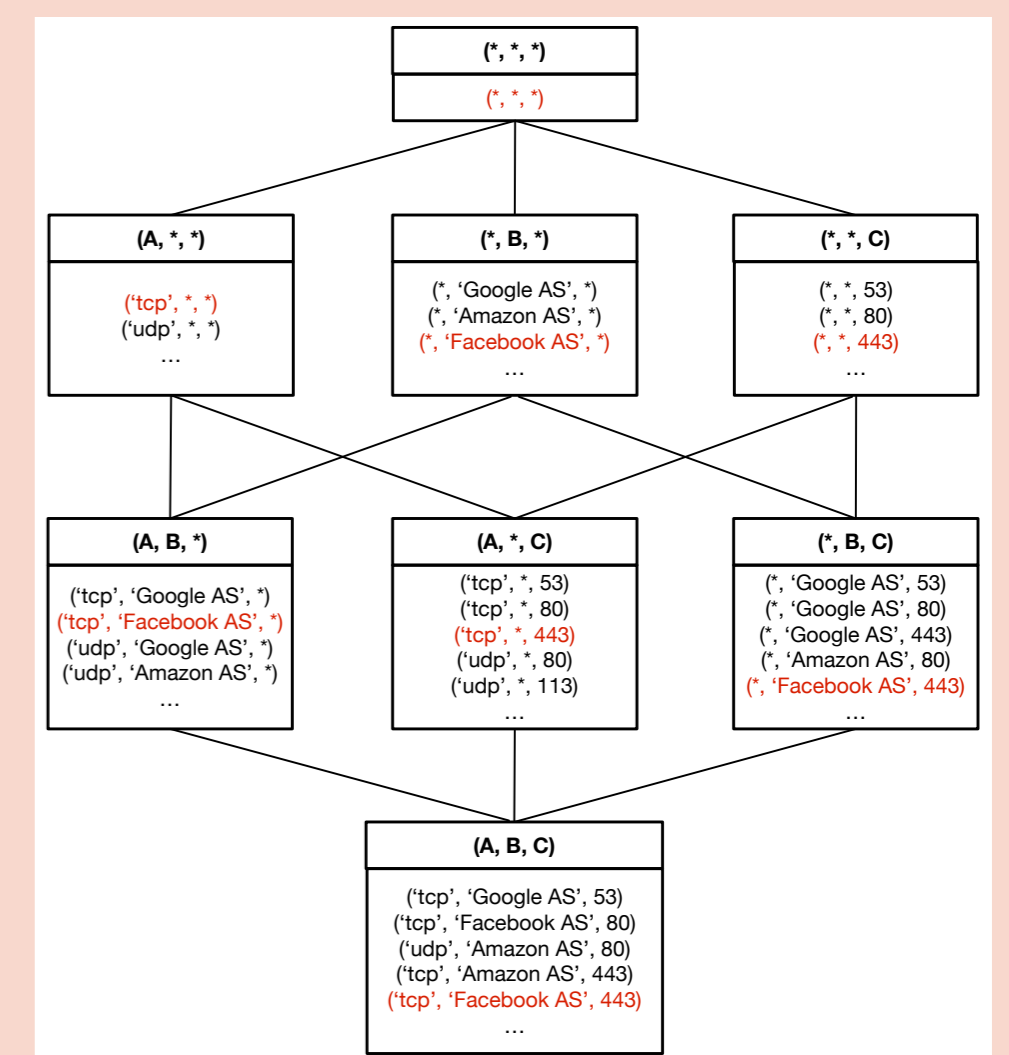 (*, *, *)
(*, *, *)
(A, *, *)
(‘tcp’, *, *)
(‘udp’, *, *)
…
(*, B, *)
(*, ‘Google AS’, *)
(*, ‘Amazon AS’, *)
(*, ‘Facebook AS’, *)
…
(*, *, C)
(*, *, 53)
(*, *, 80)
(*, *, 443)
…
(A, B, *)
(‘tcp’, ‘Google AS’, *)
(‘tcp’, ‘Facebook AS’, *)
(‘udp’, ‘Google AS’, *)
(‘udp’, ‘Amazon AS’, *)
…
(A, *, C)
(‘tcp’, *, 53)
(‘tcp’, *, 80)
(‘tcp’, *, 443)
(‘udp’, *, 80)
(‘udp’, *, 113)
…
(*, B, C)
(*, ‘Google AS’, 53)
(*, ‘Google AS’, 80)
(*, ‘Google AS’, 443)
(*, ‘Amazon AS’, 80)
(*, ‘Facebook AS’, 443)
…
(A, B, C)
(‘tcp’, ‘Google AS’, 53)
(‘tcp’, ‘Facebook AS’, 80)
(‘udp’, ‘Amazon AS’, 80)
(‘tcp’, ‘Amazon AS’, 443)
(‘tcp’, ‘Facebook AS’, 443)
…